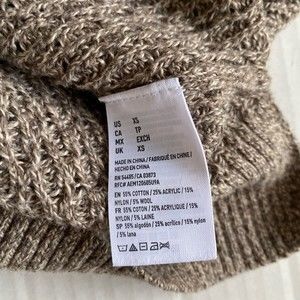 US XS
CA TP
MX EXCH
UK XS
MADE IN CHINA / FABRIQUÉ EN CHINE /
HECHO EN CHINA
RN 54485/CA 03873
EN 55% COTTON / 25% ACRYLIC / 15%
NYLON / 5% WOOL
FR 55% COTON / 25% ACRYLIQUE / 15%
NYLON / 5% LAINE
SP 55% algodón / 25% acrílico / 15% nylon
/ 5% lana